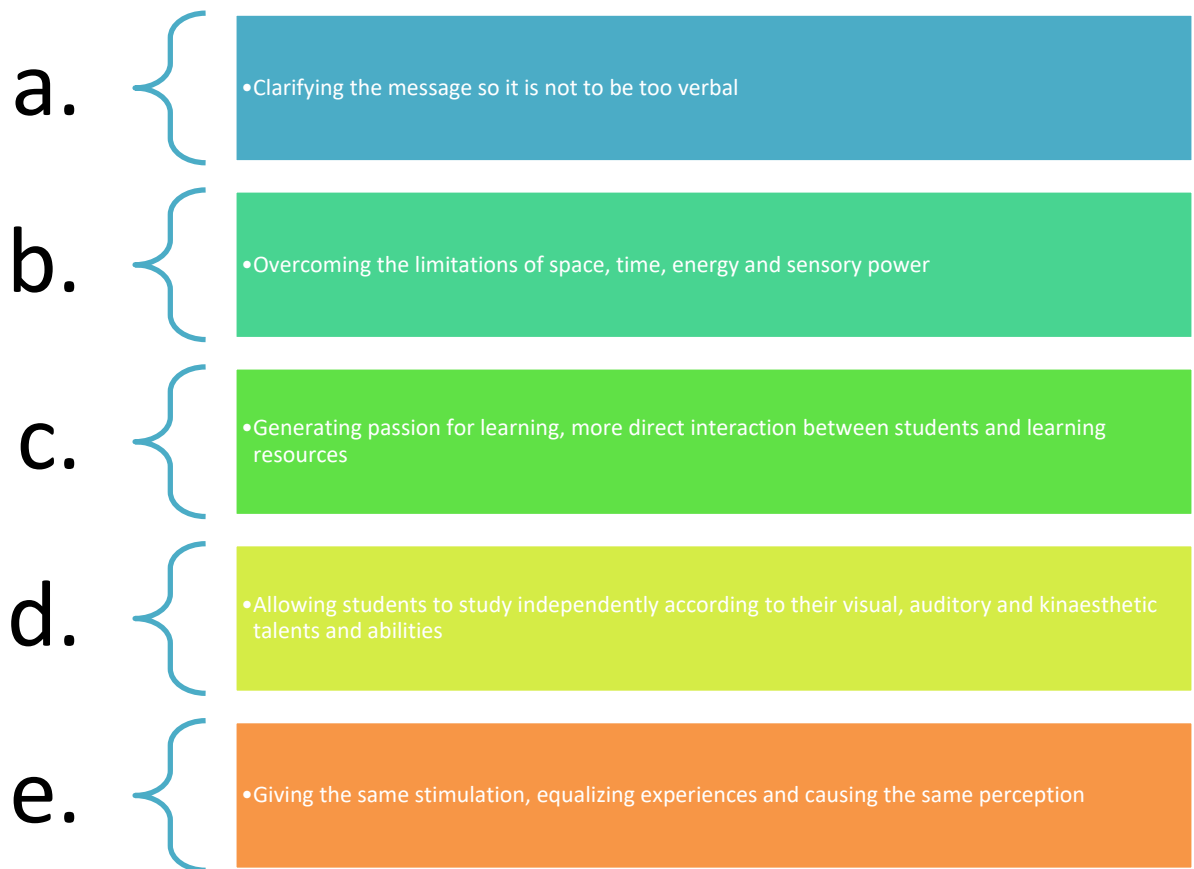 a.
•Clarifying the message so it is not to be too verbal
b.
•Overcoming the limitations of space, time, energy and sensory power
c.
•Generating passion for learning, more direct interaction between students and learning
resources
d.
•Allowing students to study independently according to their visual, auditory and kinaesthetic
talents and abilities
e.
•Giving the same stimulation, equalizing experiences and causing the same perception